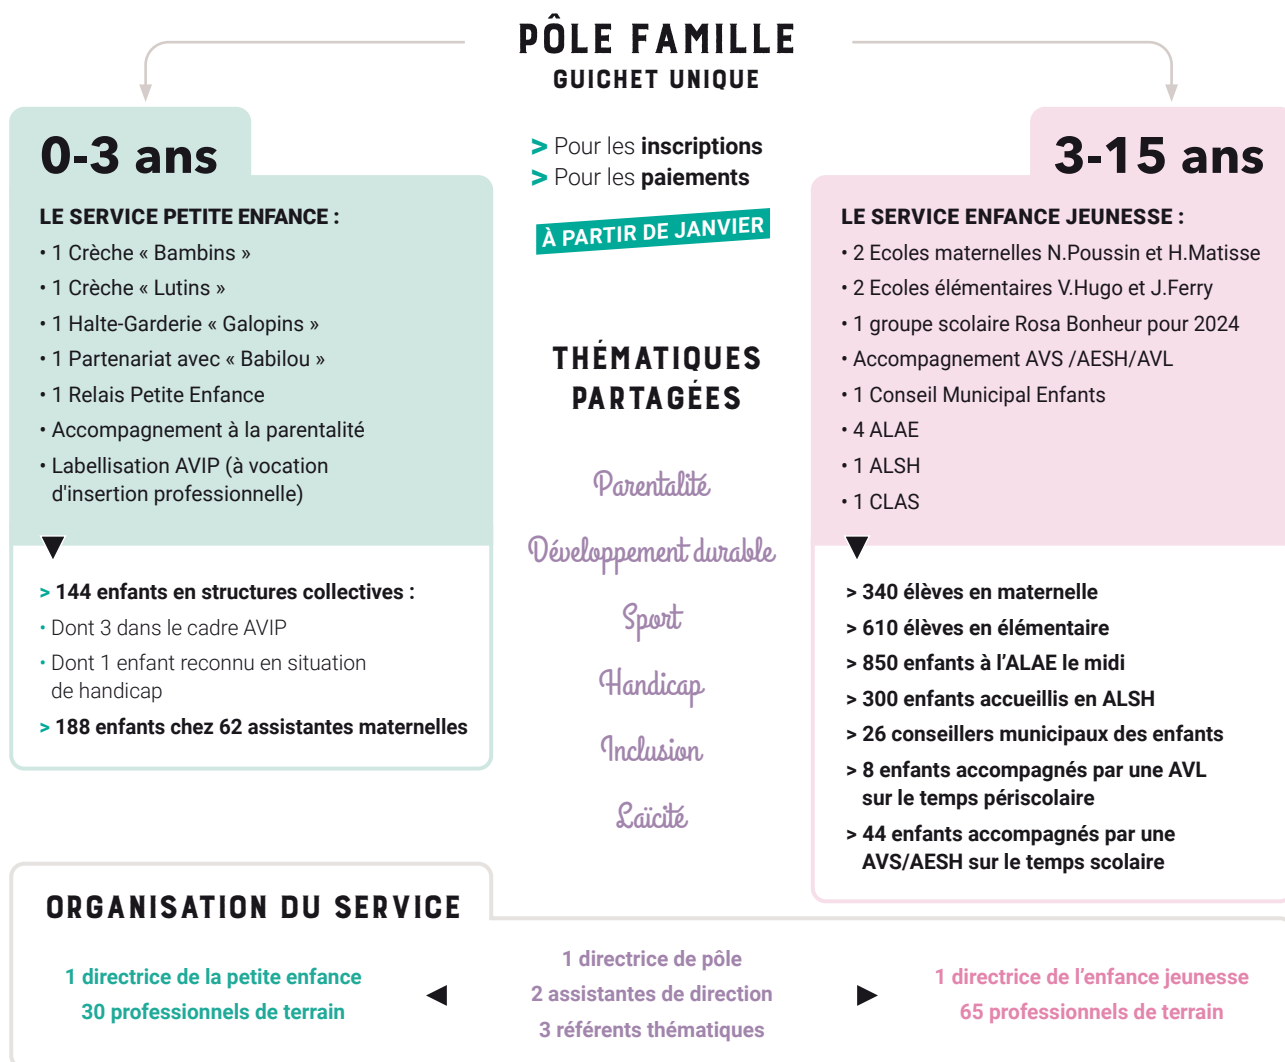 PÔLE FAMILLE
GUICHET UNIQUE
> Pour les inscriptions
> Pour les paiements
À PARTIR DE JANVIER
0-3 ans
LE SERVICE PETITE ENFANCE :
• 1 Crèche « Bambins »
• 1 Crèche « Lutins »
• 1 Halte-Garderie « Galopins »
• 1 Partenariat avec « Babilou »
• 1 Relais Petite Enfance
• Accompagnement à la parentalité
• Labellisation AVIP (à vocation
d'insertion professionnelle)
> 144 enfants en structures collectives :
• Dont 3 dans le cadre AVIP
• Dont 1 enfant reconnu en situation
de handicap
> 188 enfants chez 62 assistantes maternelles
THÉMATIQUES
PARTAGÉES
Parentalité
Développement durable
Sport
Handicap
Inclusion
Laïcité
3-15 ans
LE SERVICE ENFANCE JEUNESSE :
• 2 Ecoles maternelles N.Poussin et H.Matisse
• 2 Ecoles élémentaires V.Hugo et J.Ferry
• 1 groupe scolaire Rosa Bonheur pour 2024
• Accompagnement AVS /AESH/AVL
• 1 Conseil Municipal Enfants
• 4 ALAE
• 1 ALSH
• 1 CLAS
> 340 élèves en maternelle
> 610 élèves en élémentaire
> 850 enfants à l'ALAE le midi
> 300 enfants accueillis en ALSH
> 26 conseillers municipaux des enfants
> 8 enfants accompagnés par une AVL
sur le temps périscolaire
> 44 enfants accompagnés par une
AVS/AESH sur le temps scolaire
ORGANISATION DU SERVICE
1 directrice de la petite enfance
30 professionnels de terrain
1 directrice de pôle
2 assistantes de direction
3 référents thématiques
1 directrice de l'enfance jeunesse
65 professionnels de terrain